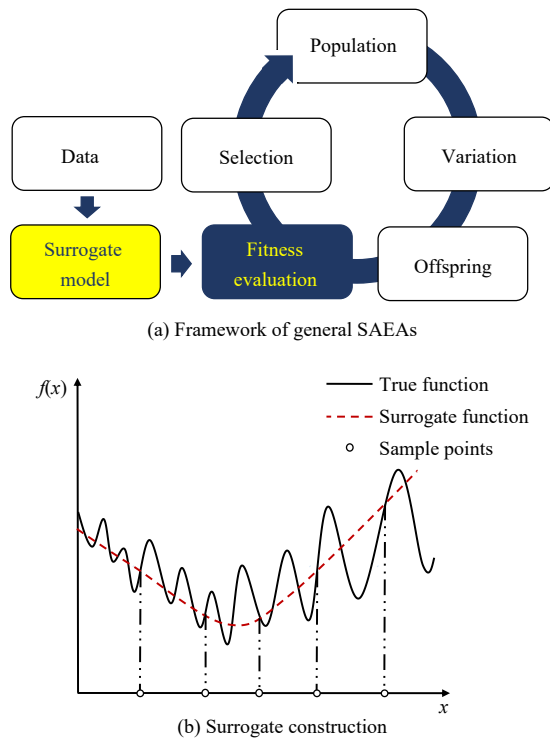 Population
Data
Selection
Variation
Surrogate
model
Fitness
evaluation
Offspring
(a) Framework of general SAEAs
f(x)
True function
Surrogate function
Sample points
x
(b) Surrogate construction